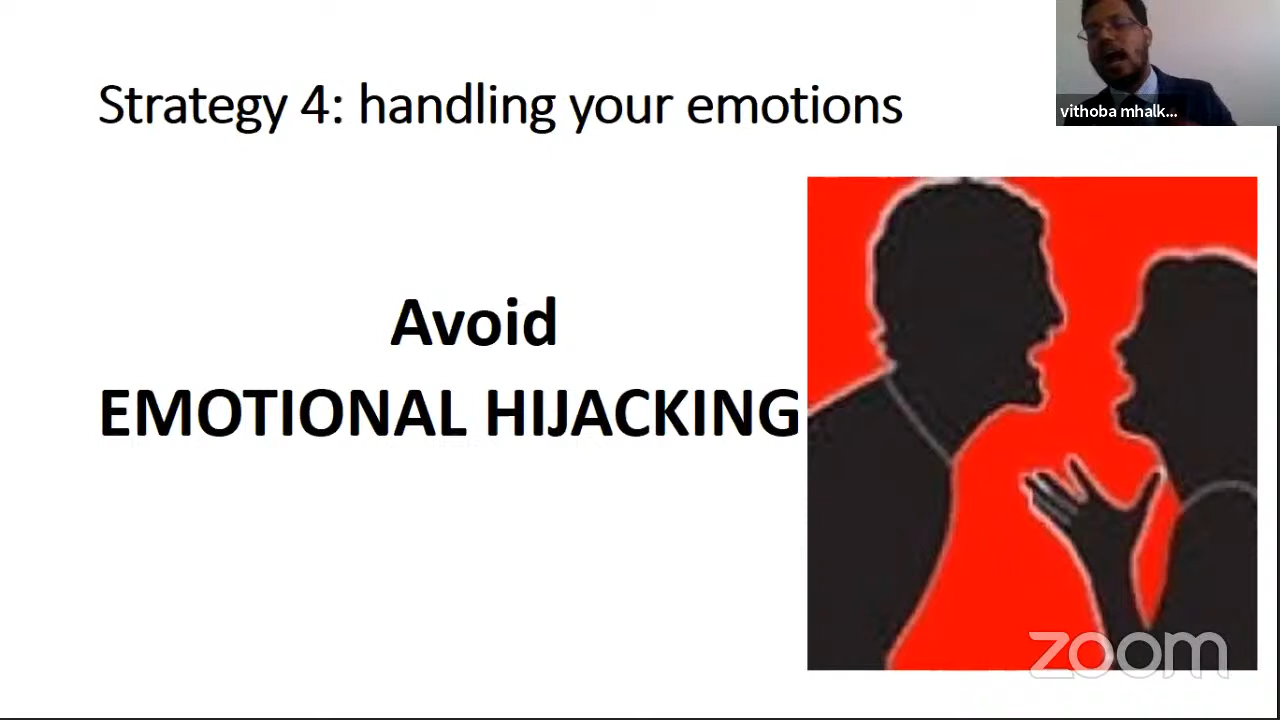 Strategy 4: handling your emotions
vithoba mhalk...
Avoid
EMOTIONAL HIJACKING
zoom